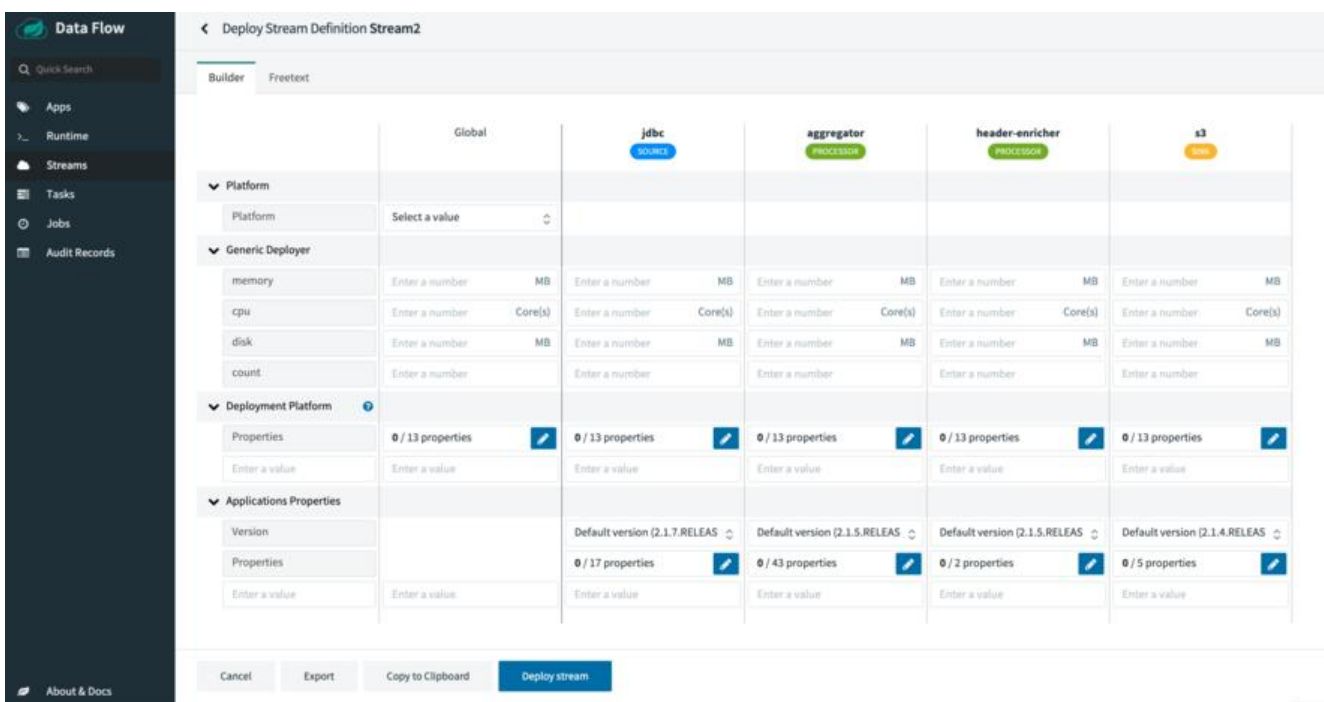 Data Flow
Deploy Stream Definition Stream2
Quick Search
Builder Freetext
Apps
Runtime
Streams
Tasks
Jobs
Audit Records
Global jdbc aggregator header-enricher s3
SOURCE PROCESSOR PROCESSOR SINK
Platform
Platform Select a value
Generic Deployer
memory Enter a number MB Enter a number MB Enter a number MB Enter a number MB Enter a number MB
cpu Enter a number Core(s) Enter a number Core(s) Enter a number Core(s) Enter a number Core(s) Enter a number Core(s)
disk Enter a number MB Enter a number MB Enter a number MB Enter a number MB Enter a number MB
count Enter a number Enter a number Enter a number Enter a number Enter a number
Deployment Platform ?
Properties 0 / 13 properties 0 / 13 properties 0 / 13 properties 0 / 13 properties 0 / 13 properties
Enter a value Enter a value Enter a value Enter a value Enter a value Enter a value
Applications Properties
Version Default version (2.1.7.RELEAS Default version (2.1.5.RELEAS Default version (2.1.5.RELEAS Default version (2.1.4.RELEAS
Properties 0 / 17 properties 0 / 43 properties 0 / 2 properties 0 / 5 properties
Enter a value Enter a value Enter a value Enter a value Enter a value Enter a value
Cancel Export Copy to Clipboard Deploy stream
About & Docs